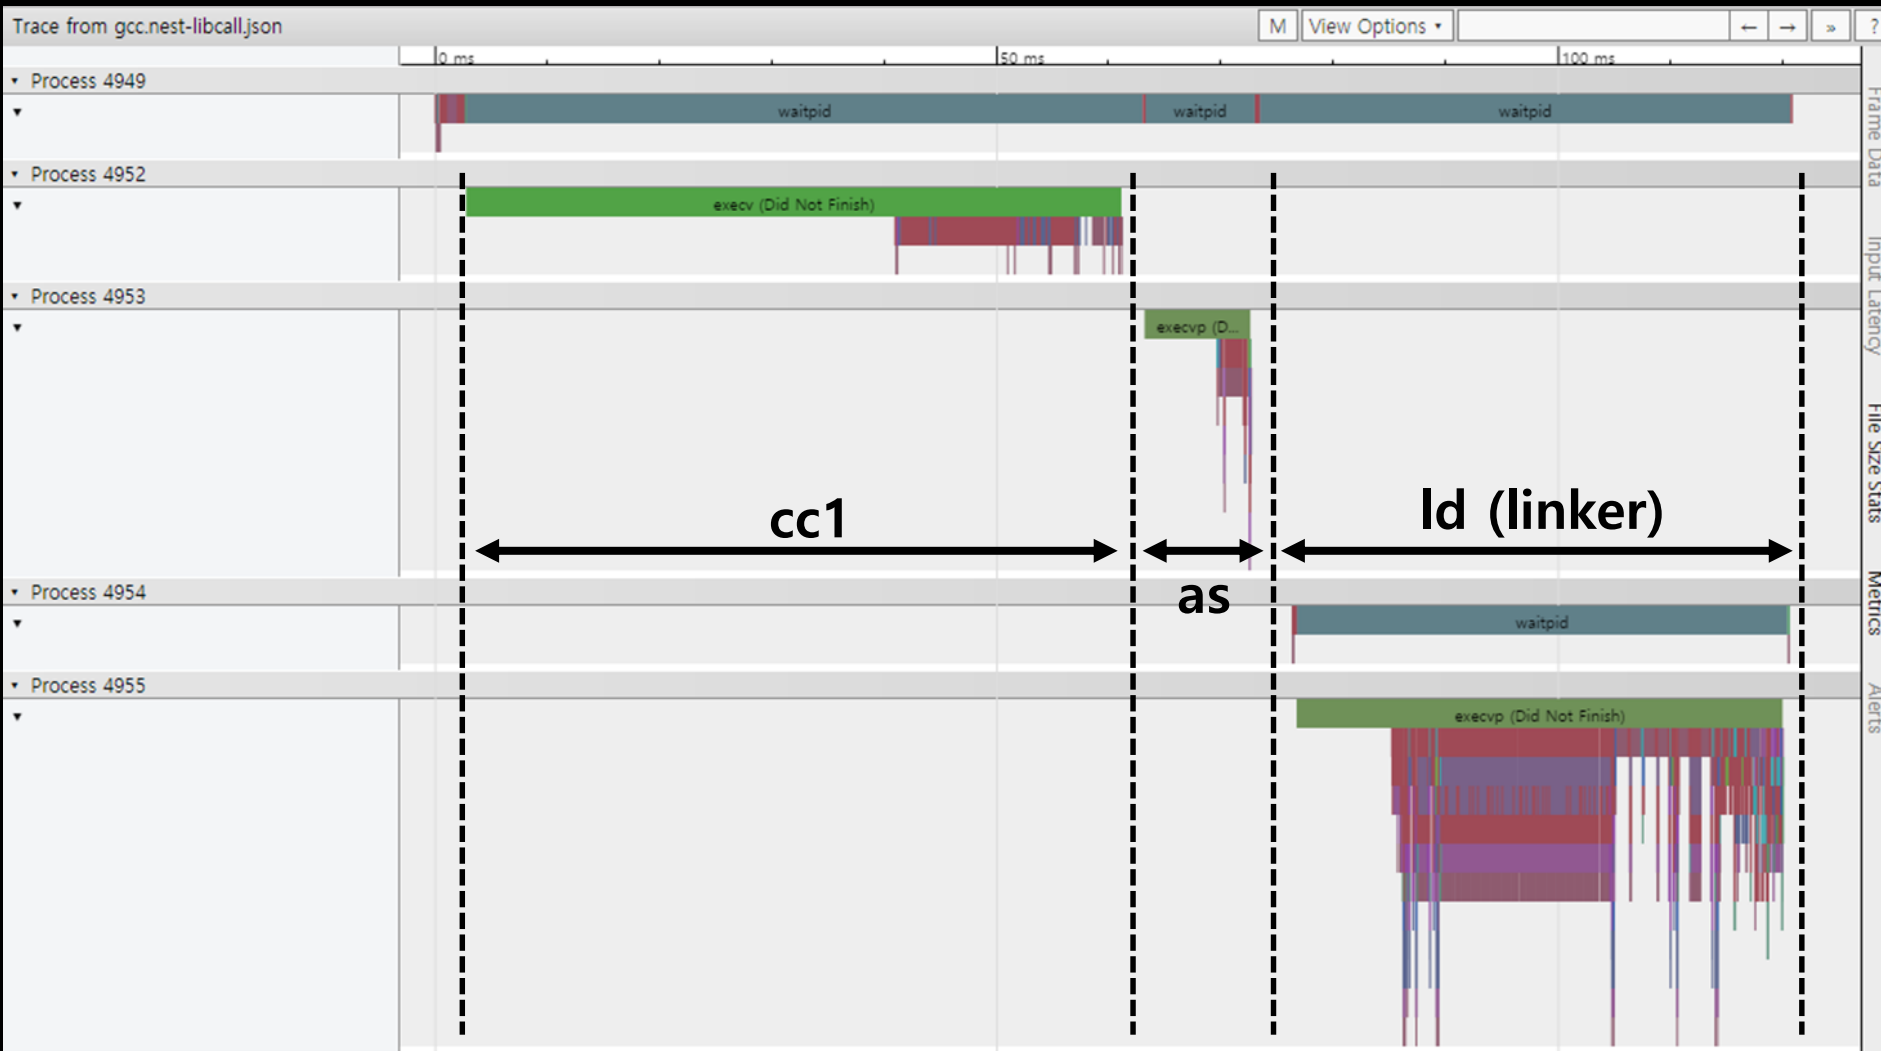 Trace from gcc.nest-libcall.json
M
View Options ▾
←
→
»
?
0 ms
50 ms
100 ms
Process 4949
waitpid
waitpid
waitpid
Process 4952
execv (Did Not Finish)
Process 4953
execvp (D...
cc1
as
ld (linker)
Process 4954
waitpid
Process 4955
execvp (Did Not Finish)
Frame Data
Input Latency
File Size Stats
Metrics
Alerts